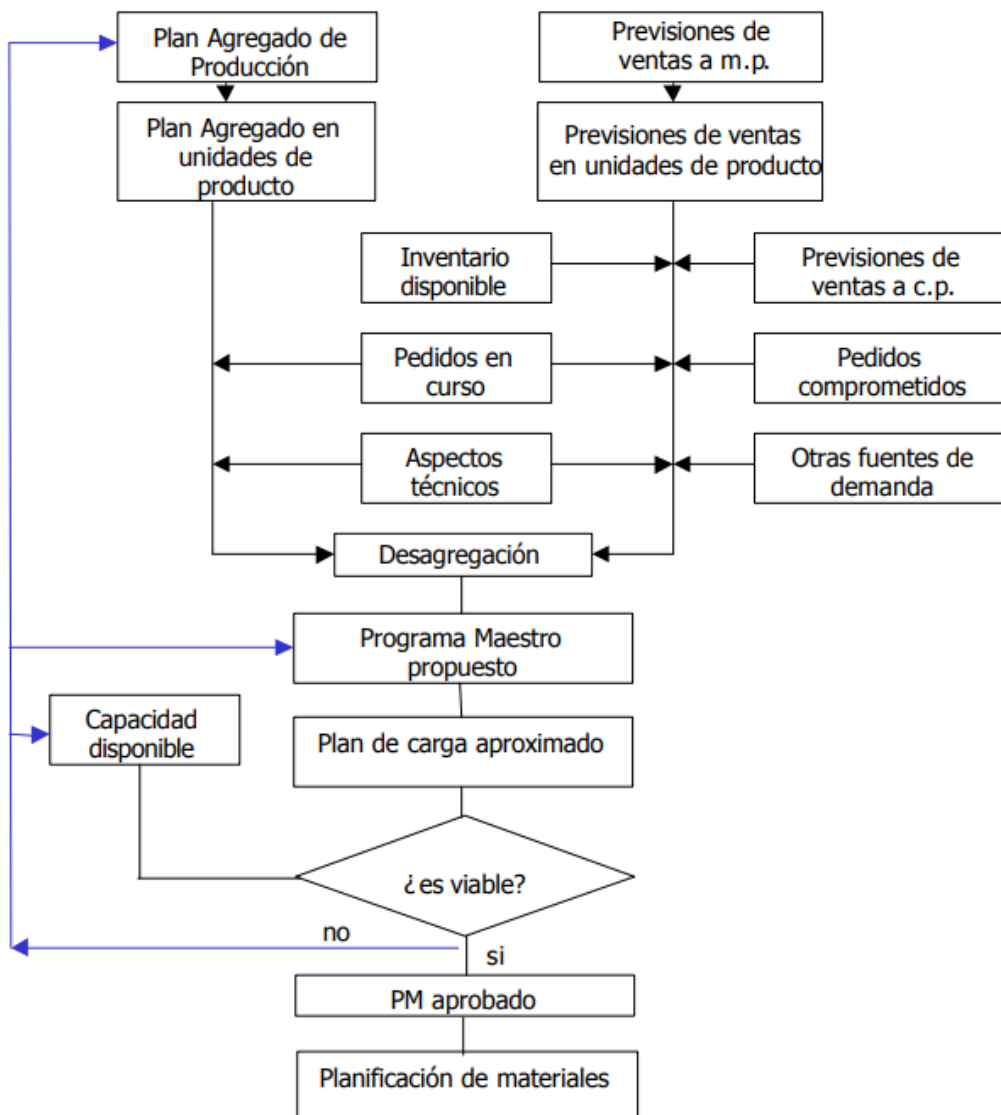 Plan Agregado de
Producción
Previsiones de
ventas a m.p.
Plan Agregado en
unidades de
producto
Previsiones de ventas
en unidades de producto
Inventario
disponible
Previsiones de
ventas a c.p.
Pedidos en
curso
Pedidos
comprometidos
Aspectos
técnicos
Otras fuentes de
demanda
Desagregación
Programa Maestro
propuesto
Capacidad
disponible
Plan de carga aproximado
¿es viable?
no
si
PM aprobado
Planificación de materiales